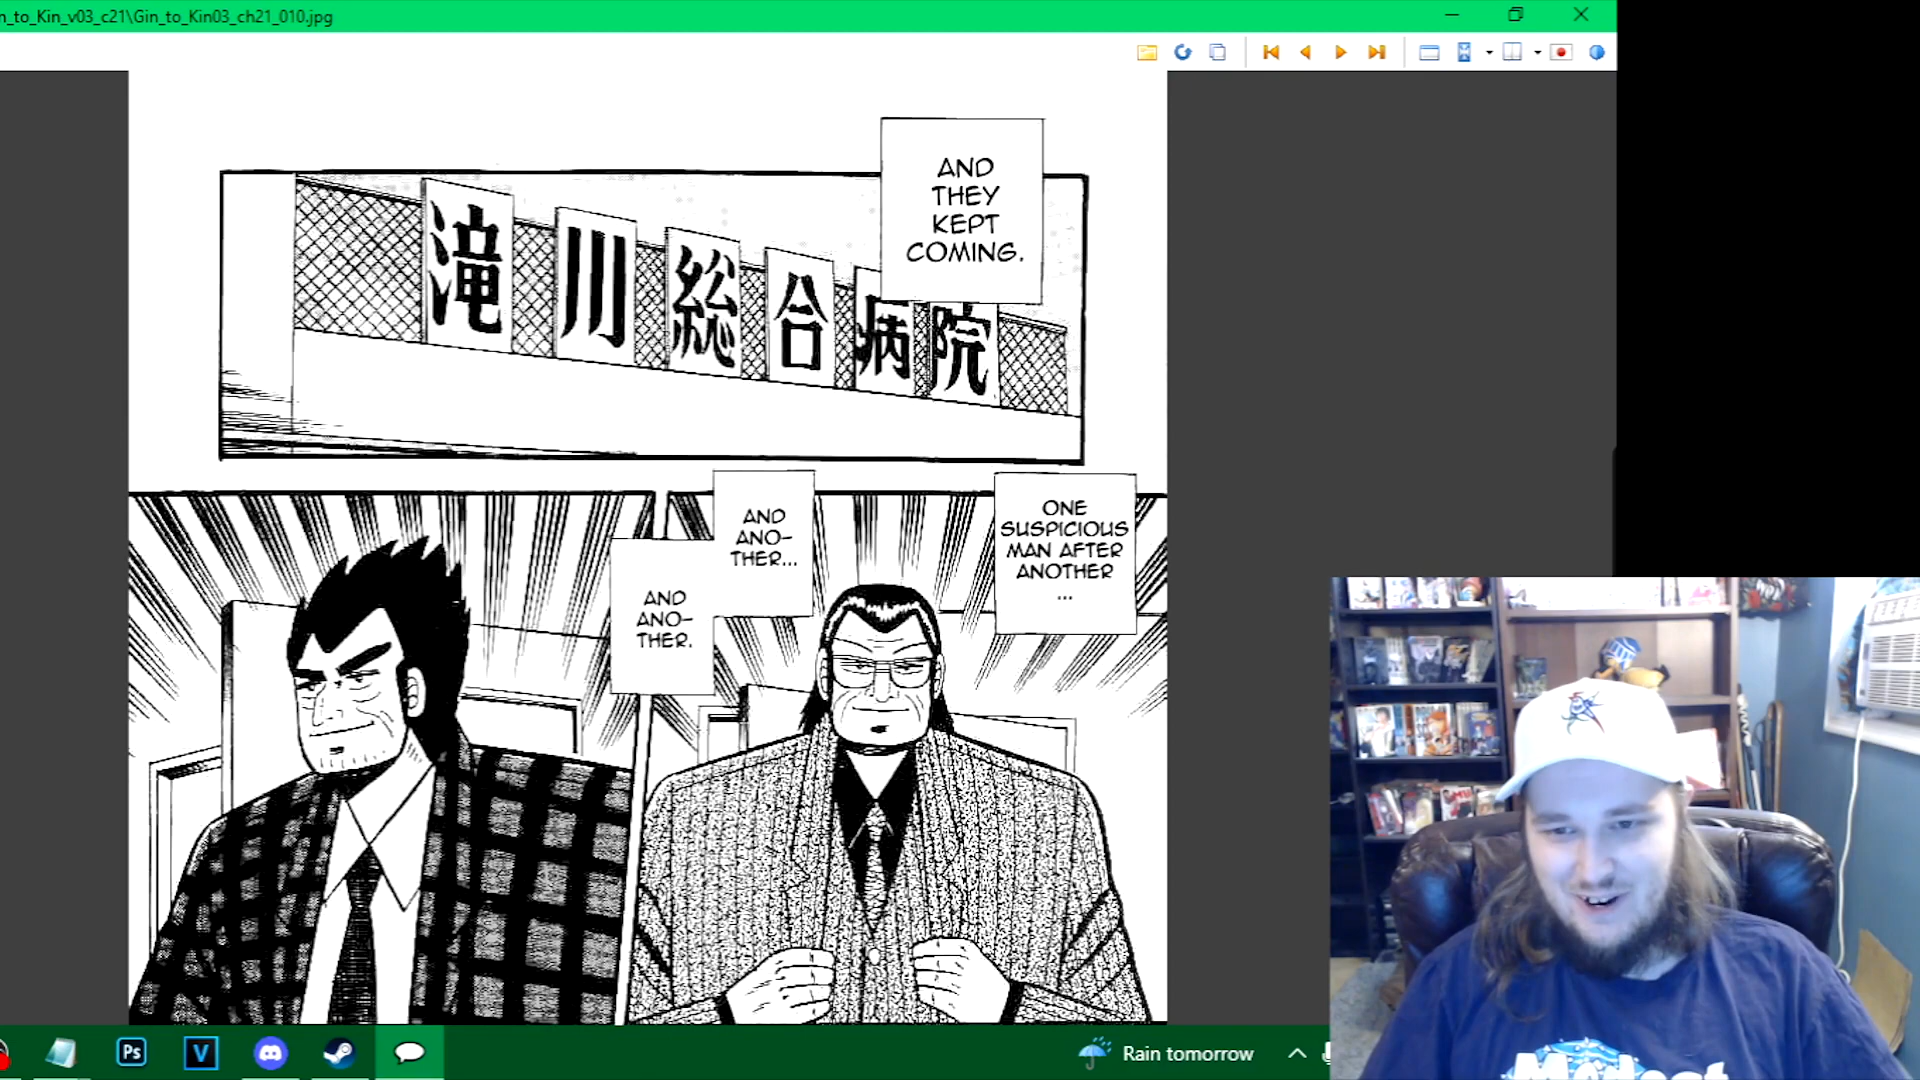 n_to_Kin_v03_c21\Gin_to_Kin03_ch21_010.jpg
AND
THEY
KEPT
COMING.
滝川総合病院
ONE
SUSPICIOUS
MAN AFTER
ANOTHER
...
AND
ANO-
THER...
AND
ANO-
THER.
Ps
V
Rain tomorrow